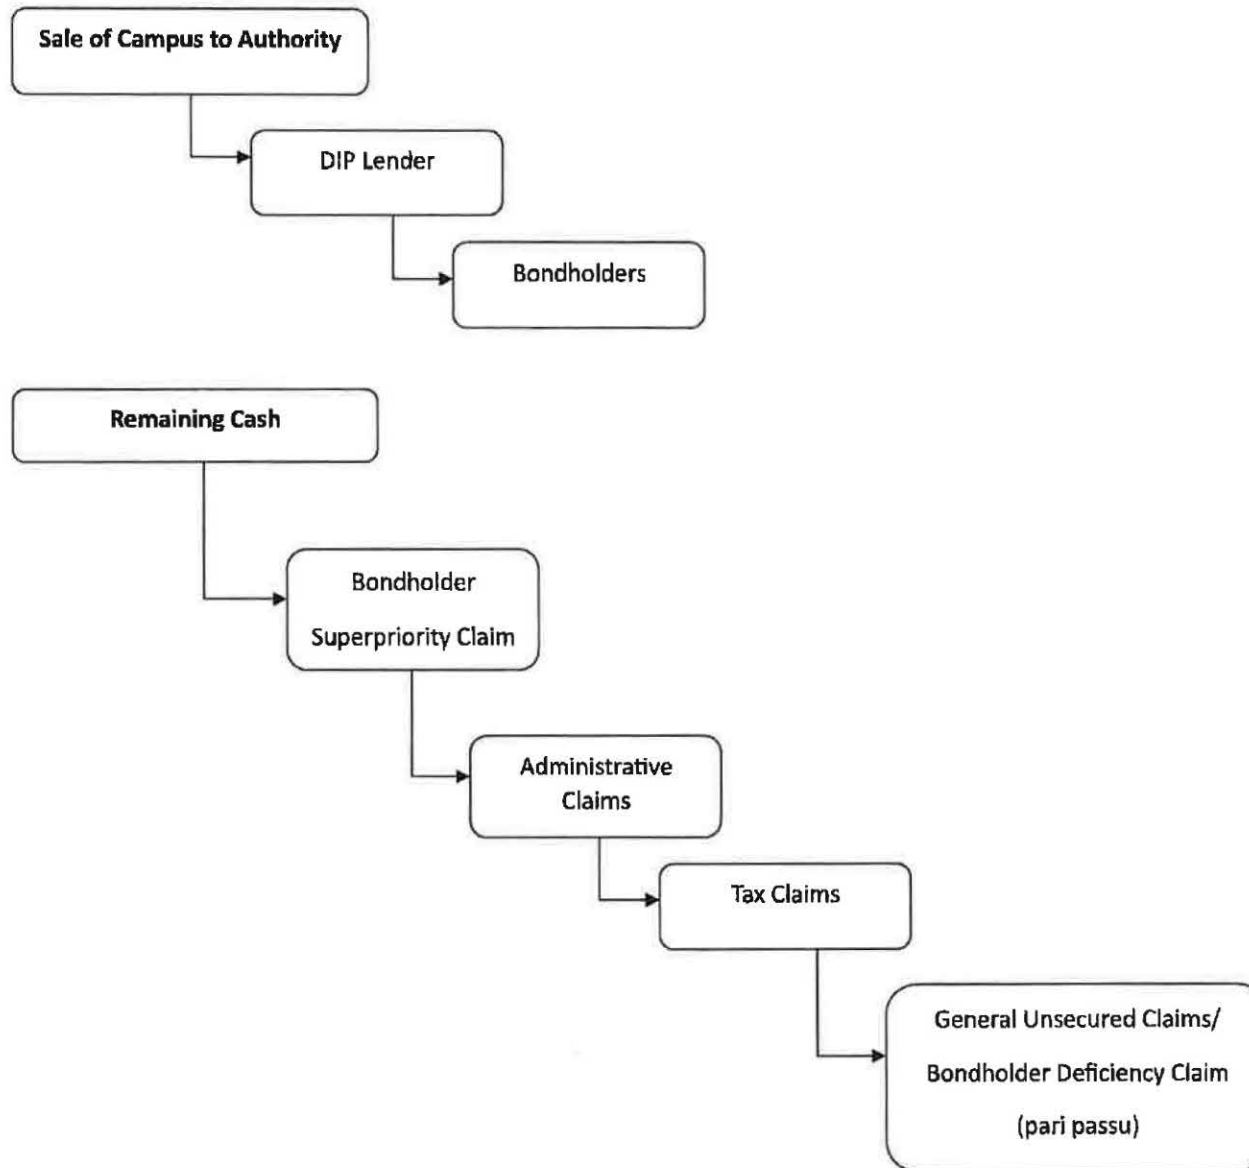 Sale of Campus to Authority
DIP Lender
Bondholders
Remaining Cash
Bondholder
Superpriority Claim
Administrative
Claims
Tax Claims
General Unsecured Claims/
Bondholder Deficiency Claim
(pari passu)